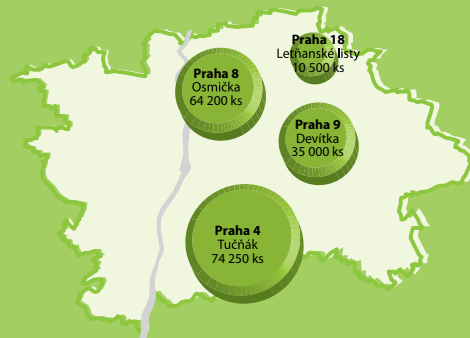 Praha 18
Letňanské listy
10 500 ks
Praha 8
Osmička
64 200 ks
Praha 9
Devítka
35 000 ks
Praha 4
Tučňák
74 250 ks